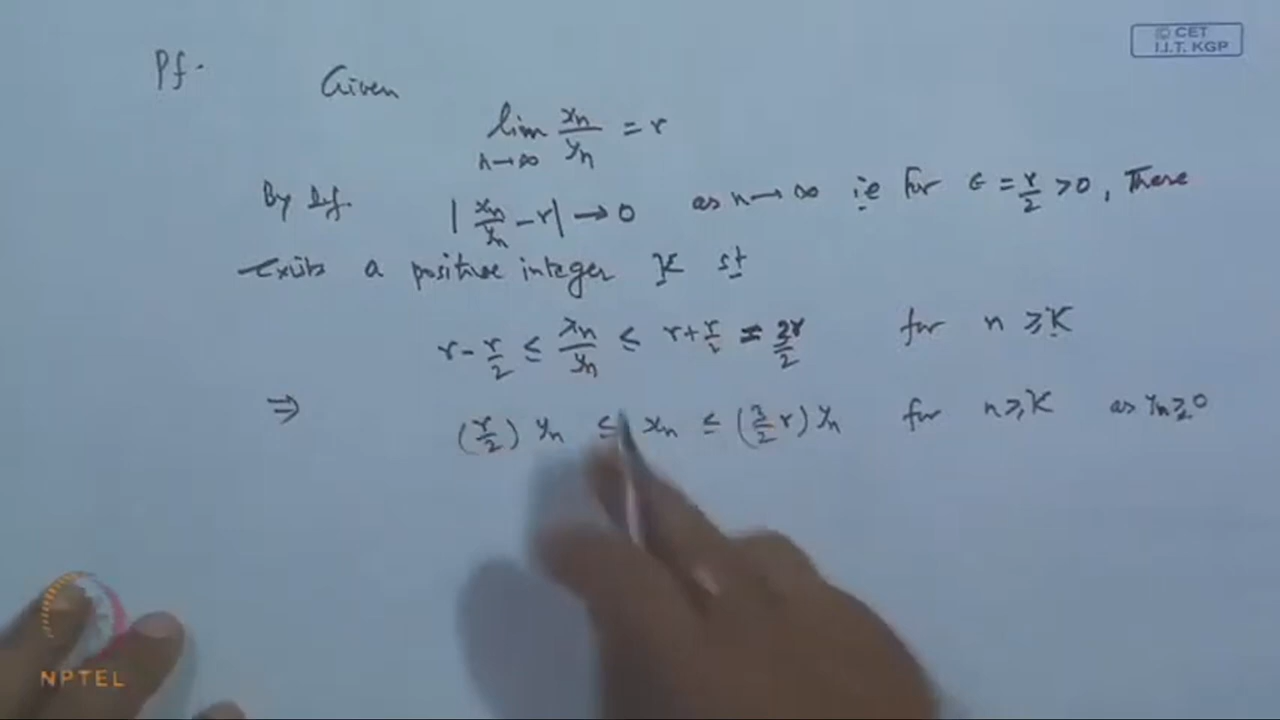 © CET
I.I.T. KGP
Pf. Given
lim n→∞ xn/yn = r
By Def. |xn/yn - r| → 0 as n → ∞ i.e for ε = r/2 > 0, There
exists a positive integer K st
r - r/2 ≤ xn/yn ≤ r + r/2 = 3r/2 for n ≥ K
⇒ (r/2) yn ≤ xn ≤ (3/2 r) yn for n ≥ K as yn ≥ 0
NPTEL